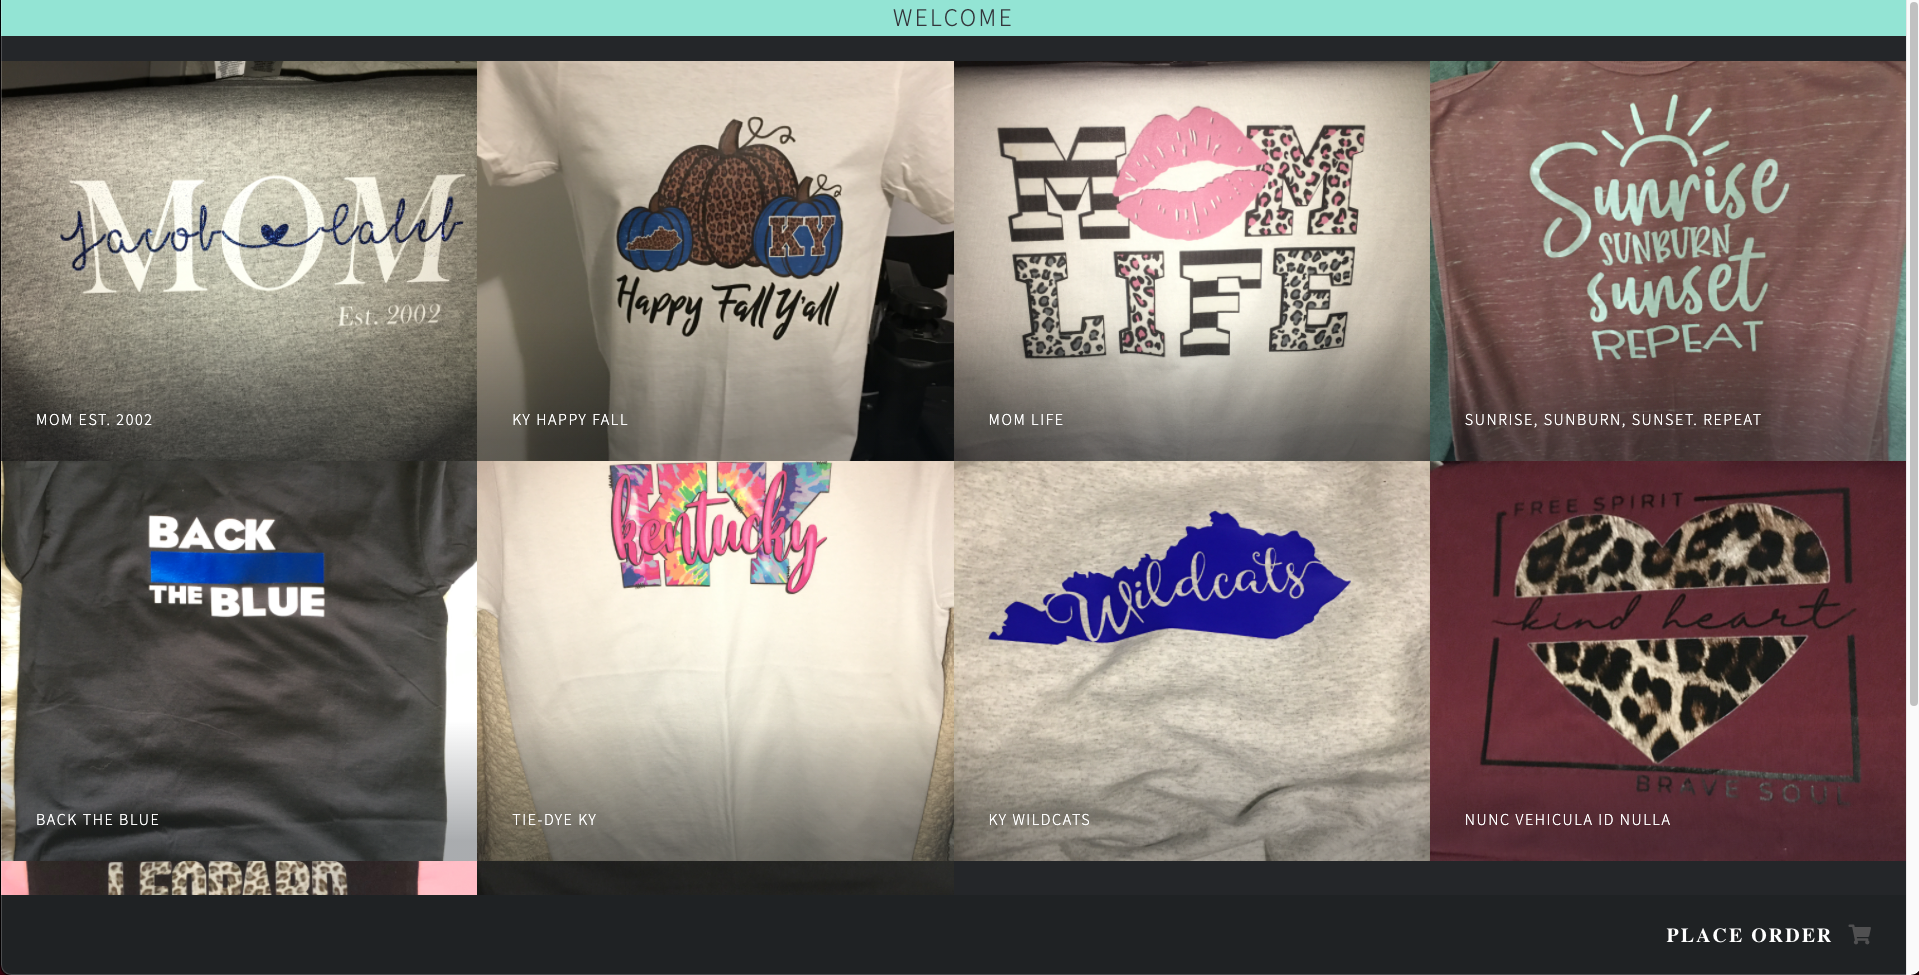 WELCOME
MOM
Jacob Caleb
Est. 2002
MOM EST. 2002
KY
Happy Fall Y'all
KY HAPPY FALL
MOM
LIFE
MOM LIFE
Sunrise
SUNBURN
sunset
REPEAT
SUNRISE, SUNBURN, SUNSET. REPEAT
BACK
THE BLUE
BACK THE BLUE
KY
kentucky
TIE-DYE KY
Wildcats
KY WILDCATS
FREE SPIRIT
kind heart
BRAVE SOUL
NUNC VEHICULA ID NULLA
LEOPARD
PLACE ORDER